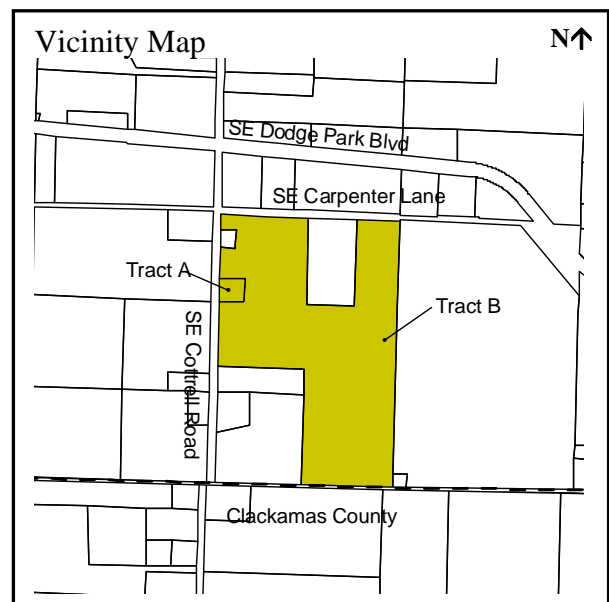 Vicinity Map
N↑
SE Dodge Park Blvd
SE Carpenter Lane
Tract A
Tract B
SE Cottrell Road
Clackamas County